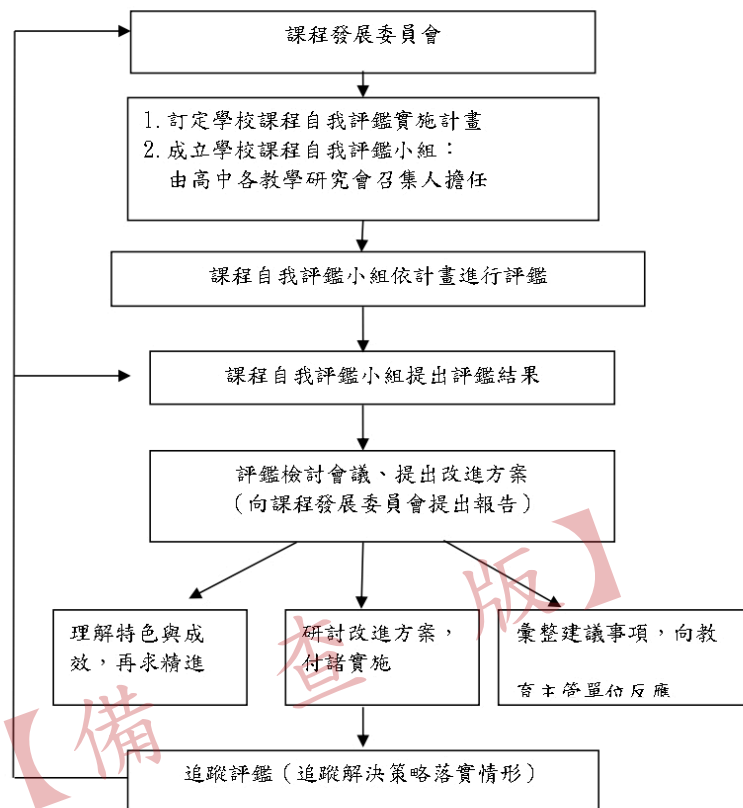 課程發展委員會
1.訂定學校課程自我評鑑實施計畫
2.成立學校課程自我評鑑小組：
由高中各教學研究會召集人擔任
課程自我評鑑小組依計畫進行評鑑
課程自我評鑑小組提出評鑑結果
評鑑檢討會議、提出改進方案
（向課程發展委員會提出報告）
理解特色與成
效，再求精進
研討改進方案，
付諸實施
彙整建議事項，向教
育主管單位反應
追蹤評鑑（追蹤解決策略落實情形）
【備查版】